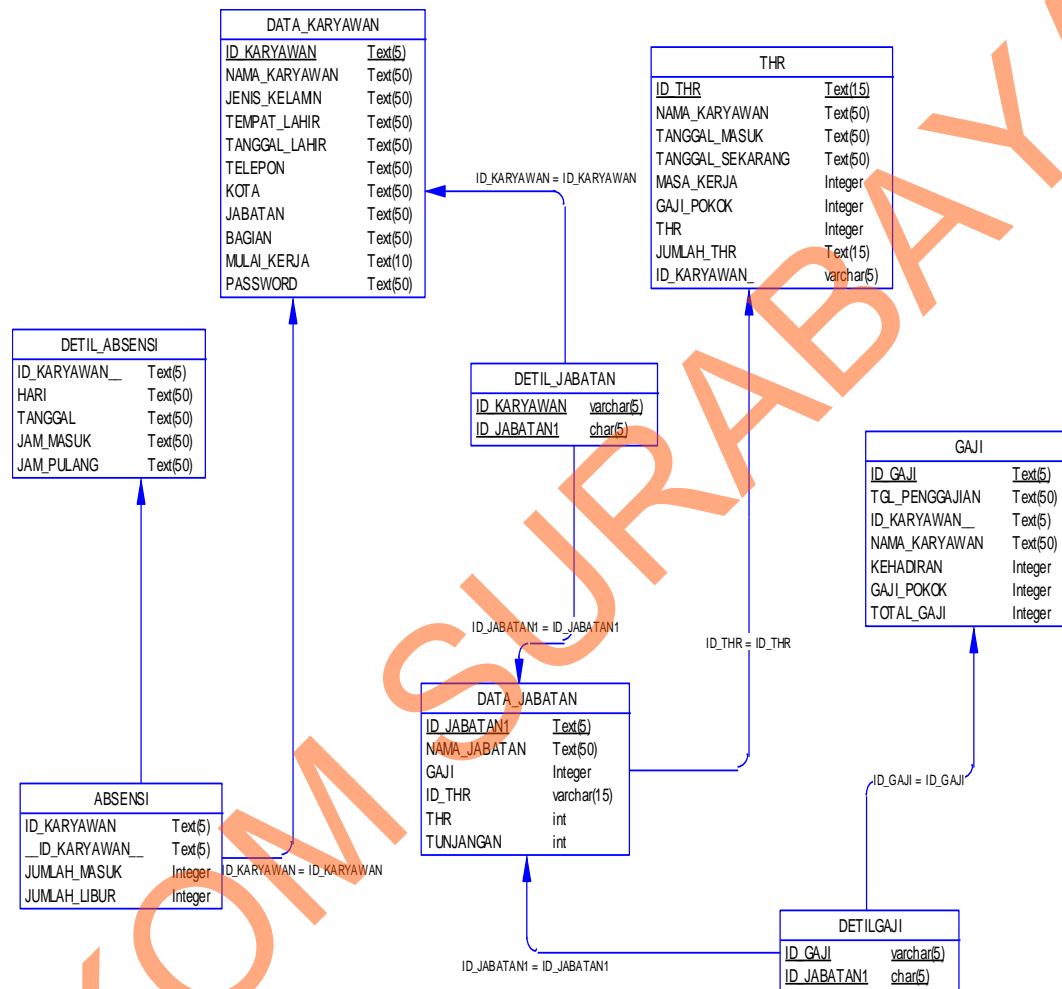 DATA_KARYAWAN
ID_KARYAWAN Text(5)
NAMA_KARYAWAN Text(50)
JENIS_KELAMIN Text(50)
TEMPAT_LAHIR Text(50)
TANGGAL_LAHIR Text(50)
TELEPON Text(50)
KOTA Text(50)
JABATAN Text(50)
BAGIAN Text(50)
MULAI_KERJA Text(10)
PASSWORD Text(50)
THR
ID_THR Text(15)
NAMA_KARYAWAN Text(50)
TANGGAL_MASUK Text(50)
TANGGAL_SEKARANG Text(50)
MASA_KERJA Integer
GAJI_POKOK Integer
THR Integer
JUMLAH_THR Text(15)
ID_KARYAWAN_ varchar(5)
ID_KARYAWAN = ID_KARYAWAN
DETIL_ABSENSI
ID_KARYAWAN__ Text(5)
HARI Text(50)
TANGGAL Text(50)
JAM_MASUK Text(50)
JAM_PULANG Text(50)
DETIL_JABATAN
ID_KARYAWAN varchar(5)
ID_JABATAN1 char(5)
GAJI
ID_GAJI Text(5)
TGL_PENGGAJIAN Text(50)
ID_KARYAWAN__ Text(5)
NAMA_KARYAWAN Text(50)
KEHADIRAN Integer
GAJI_POKOK Integer
TOTAL_GAJI Integer
ID_JABATAN1 = ID_JABATAN1
ID_THR = ID_THR
DATA_JABATAN
ID_JABATAN1 Text(5)
NAMA_JABATAN Text(50)
GAJI Integer
ID_THR varchar(15)
THR int
TUNJANGAN int
ID_GAJI = ID_GAJI
ABSENSI
ID_KARYAWAN Text(5)
__ID_KARYAWAN__ Text(5)
JUMLAH_MASUK Integer
JUMLAH_LIBUR Integer
ID_KARYAWAN = ID_KARYAWAN
DETILGAJI
ID_GAJI varchar(5)
ID_JABATAN1 char(5)
ID_JABATAN1 = ID_JABATAN1
KOM SURABAY